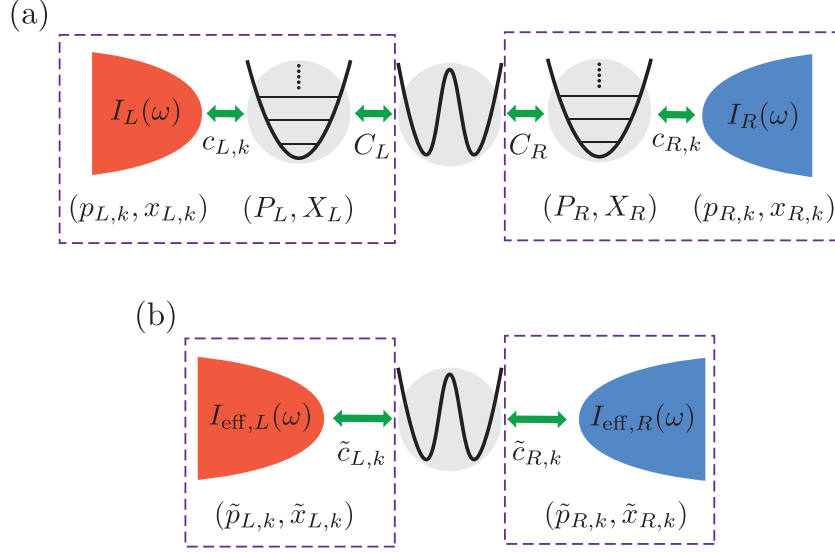 (a)
I_L(ω) I_R(ω)
c_{L,k} C_L C_R c_{R,k}
(p_{L,k}, x_{L,k}) (P_L, X_L) (P_R, X_R) (p_{R,k}, x_{R,k})
(b)
I_{eff,L}(ω) I_{eff,R}(ω)
c̃_{L,k} c̃_{R,k}
(p̃_{L,k}, x̃_{L,k}) (p̃_{R,k}, x̃_{R,k})